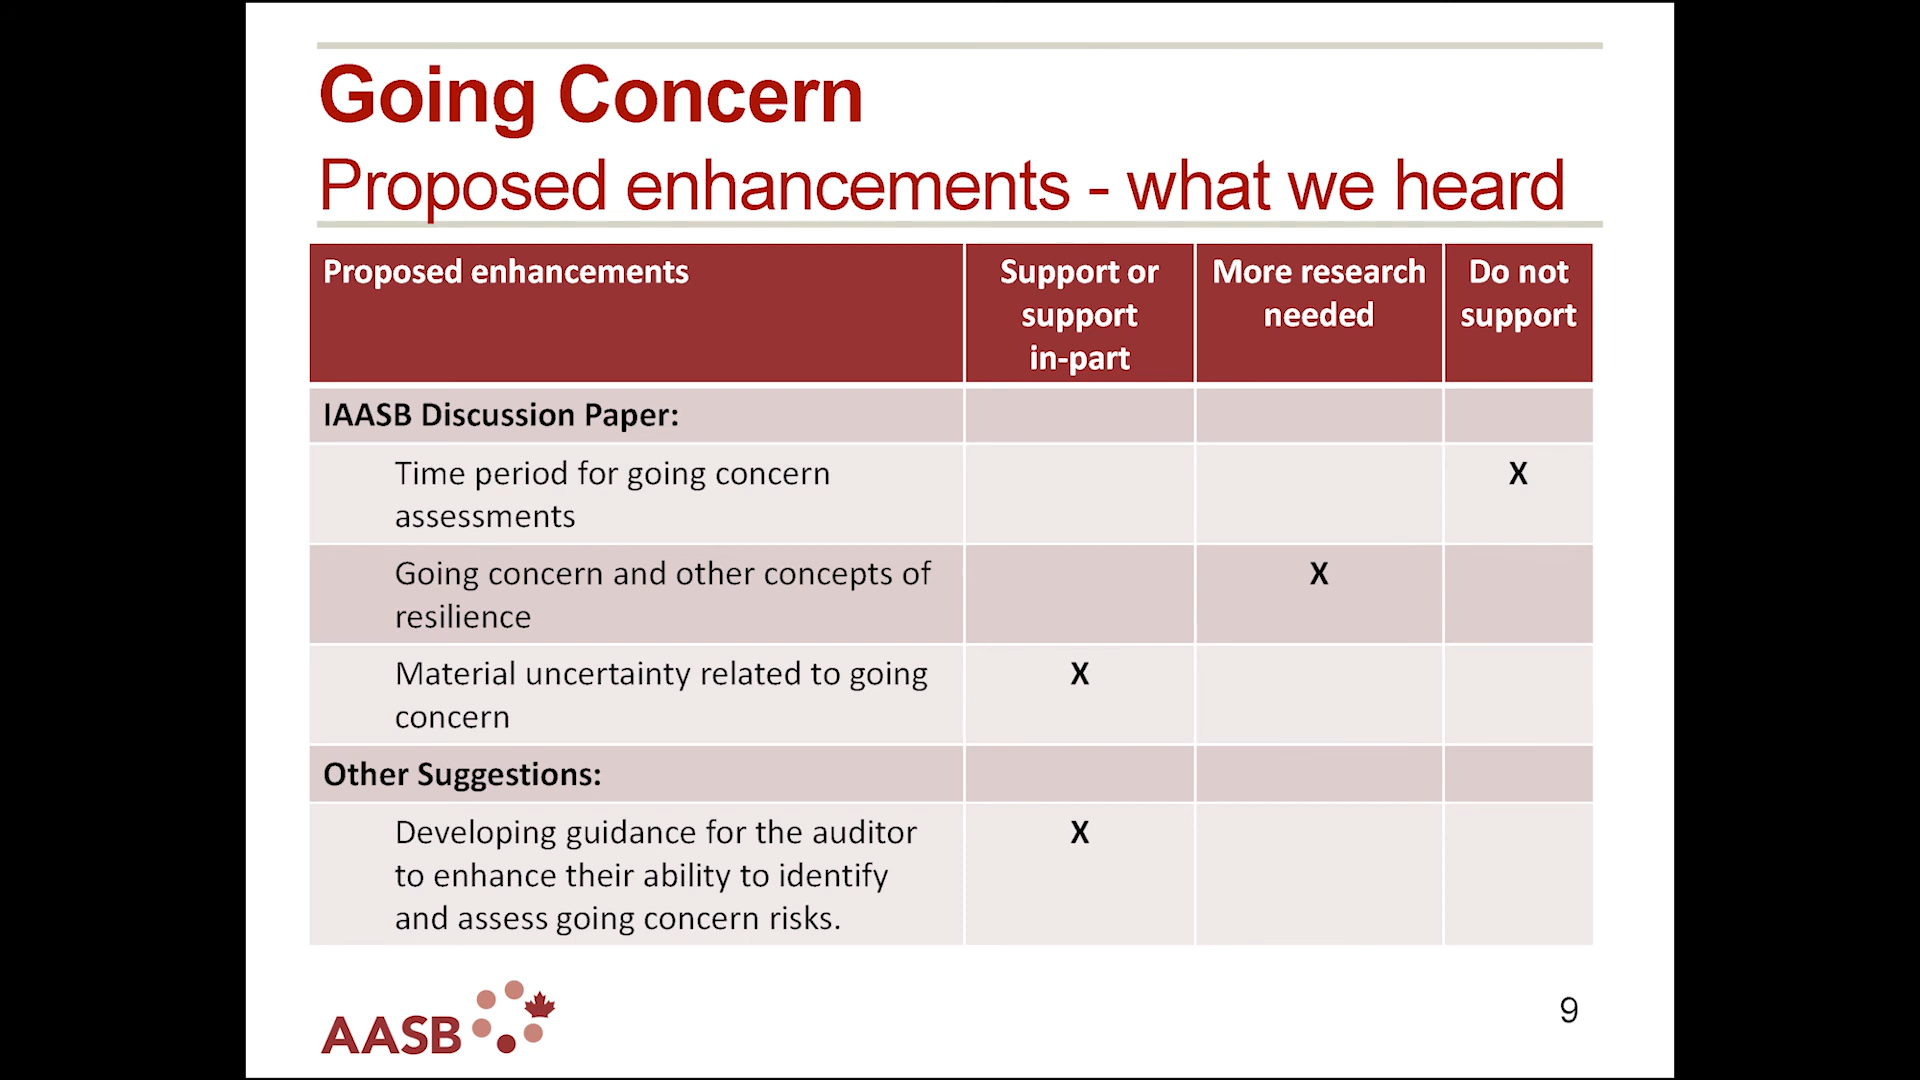 Going Concern
Proposed enhancements - what we heard
Proposed enhancements
Support or
support
in-part
More research
needed
Do not
support
IAASB Discussion Paper:
Time period for going concern
assessments
X
Going concern and other concepts of
resilience
X
Material uncertainty related to going
concern
X
Other Suggestions:
Developing guidance for the auditor
to enhance their ability to identify
and assess going concern risks.
X
AASB
9